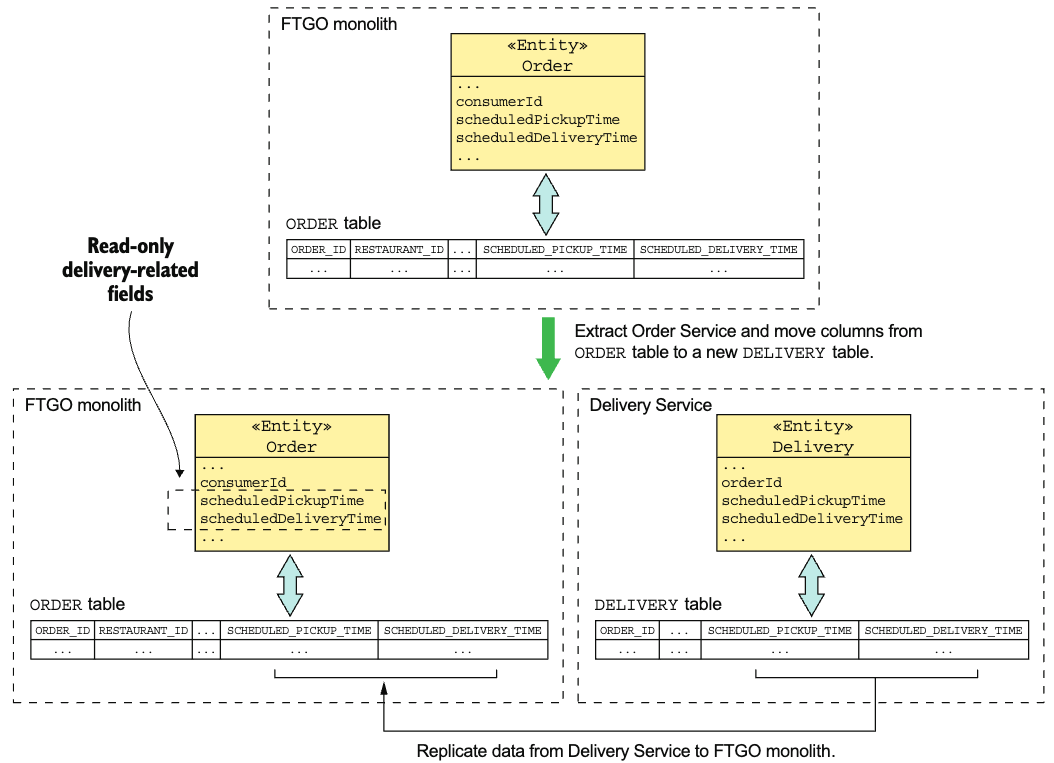 FTGO monolith
«Entity»
Order
...
consumerId
scheduledPickupTime
scheduledDeliveryTime
...
ORDER table
ORDER_ID RESTAURANT_ID ... SCHEDULED_PICKUP_TIME SCHEDULED_DELIVERY_TIME
... ... ... ... ...
Read-only
delivery-related
fields
Extract Order Service and move columns from
ORDER table to a new DELIVERY table.
FTGO monolith
«Entity»
Order
...
consumerId
scheduledPickupTime
scheduledDeliveryTime
...
ORDER table
ORDER_ID RESTAURANT_ID ... SCHEDULED_PICKUP_TIME SCHEDULED_DELIVERY_TIME
... ... ... ... ...
Delivery Service
«Entity»
Delivery
...
orderId
scheduledPickupTime
scheduledDeliveryTime
...
DELIVERY table
ORDER_ID ... SCHEDULED_PICKUP_TIME SCHEDULED_DELIVERY_TIME
... ... ... ...
Replicate data from Delivery Service to FTGO monolith.